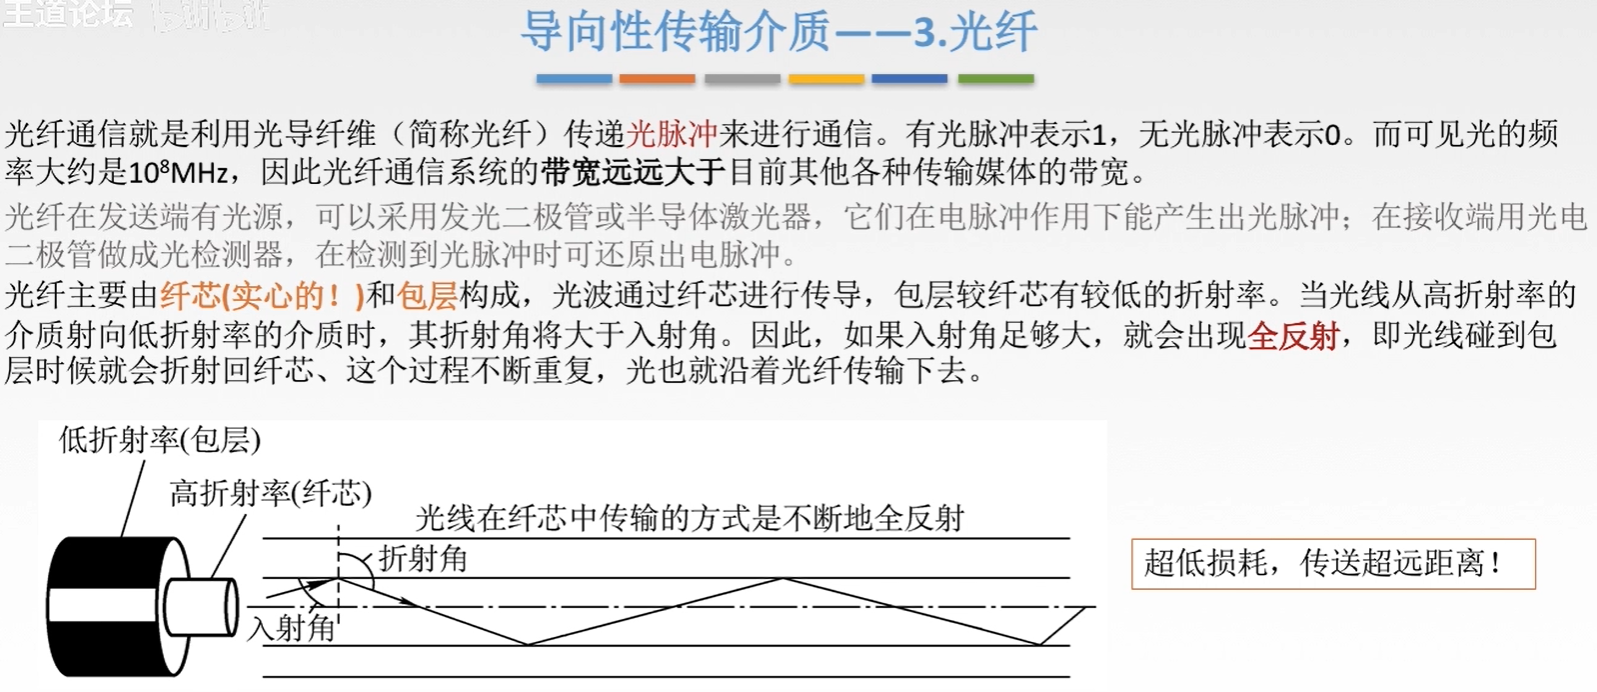 王道论坛 bilibili
导向性传输介质——3.光纤
光纤通信就是利用光导纤维（简称光纤）传递光脉冲来进行通信。有光脉冲表示1，无光脉冲表示0。而可见光的频
率大约是10⁸MHz，因此光纤通信系统的带宽远远大于目前其他各种传输媒体的带宽。
光纤在发送端有光源，可以采用发光二极管或半导体激光器，它们在电脉冲作用下能产生出光脉冲；在接收端用光电
二极管做成光检测器，在检测到光脉冲时可还原出电脉冲。
光纤主要由纤芯(实心的！)和包层构成，光波通过纤芯进行传导，包层较纤芯有较低的折射率。当光线从高折射率的
介质射向低折射率的介质时，其折射角将大于入射角。因此，如果入射角足够大，就会出现全反射，即光线碰到包
层时候就会折射回纤芯、这个过程不断重复，光也就沿着光纤传输下去。
低折射率(包层)
高折射率(纤芯)
光线在纤芯中传输的方式是不断地全反射
折射角
入射角
超低损耗，传送超远距离！